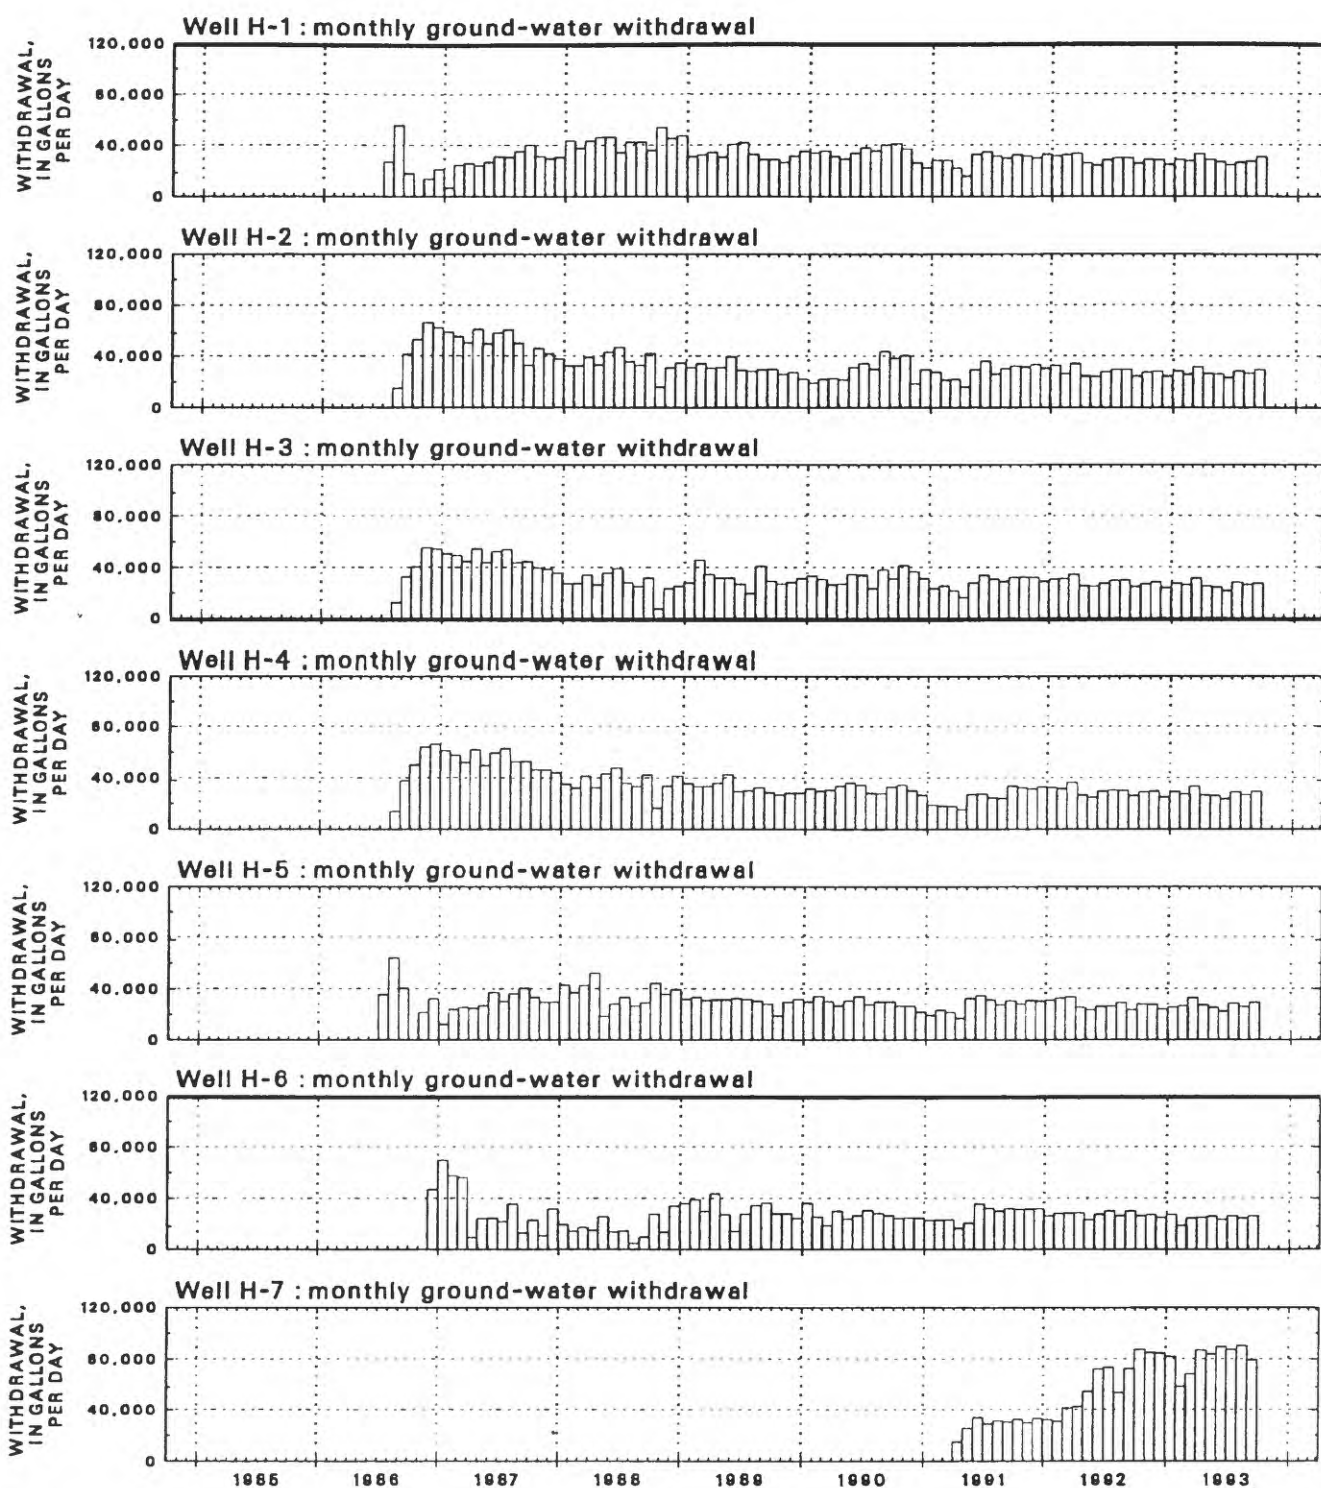 Well H-1 : monthly ground-water withdrawal
WITHDRAWAL,
IN GALLONS
PER DAY
120,000
80,000
40,000
0
Well H-2 : monthly ground-water withdrawal
WITHDRAWAL,
IN GALLONS
PER DAY
120,000
80,000
40,000
0
Well H-3 : monthly ground-water withdrawal
WITHDRAWAL,
IN GALLONS
PER DAY
120,000
80,000
40,000
0
Well H-4 : monthly ground-water withdrawal
WITHDRAWAL,
IN GALLONS
PER DAY
120,000
80,000
40,000
0
Well H-5 : monthly ground-water withdrawal
WITHDRAWAL,
IN GALLONS
PER DAY
120,000
80,000
40,000
0
Well H-6 : monthly ground-water withdrawal
WITHDRAWAL,
IN GALLONS
PER DAY
120,000
80,000
40,000
0
Well H-7 : monthly ground-water withdrawal
WITHDRAWAL,
IN GALLONS
PER DAY
120,000
80,000
40,000
0
1985 1986 1987 1988 1989 1990 1991 1992 1993